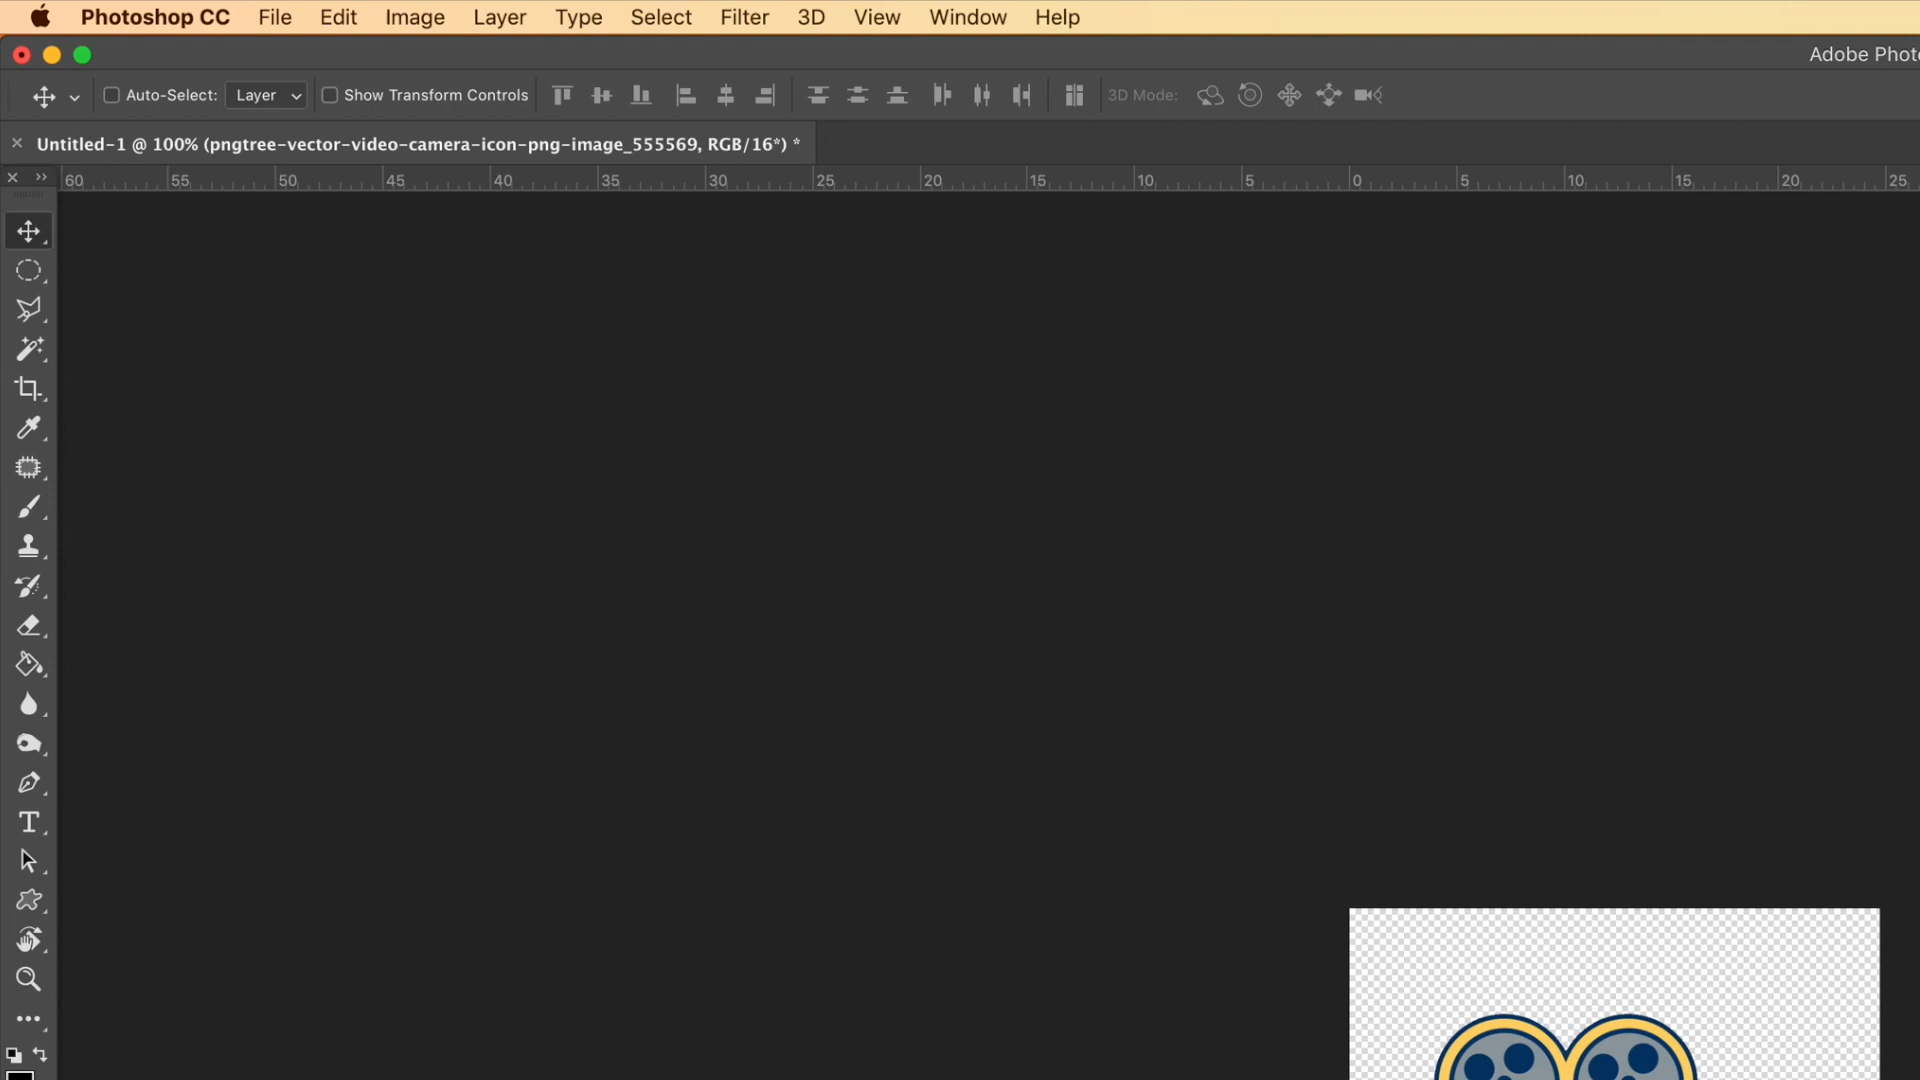 Photoshop CC File Edit Image Layer Type Select Filter 3D View Window Help
Adobe Photo
Auto-Select: Layer Show Transform Controls 3D Mode:
Untitled-1 @ 100% (pngtree-vector-video-camera-icon-png-image_555569, RGB/16*) *
60 55 50 45 40 35 30 25 20 15 10 5 0 5 10 15 20 25